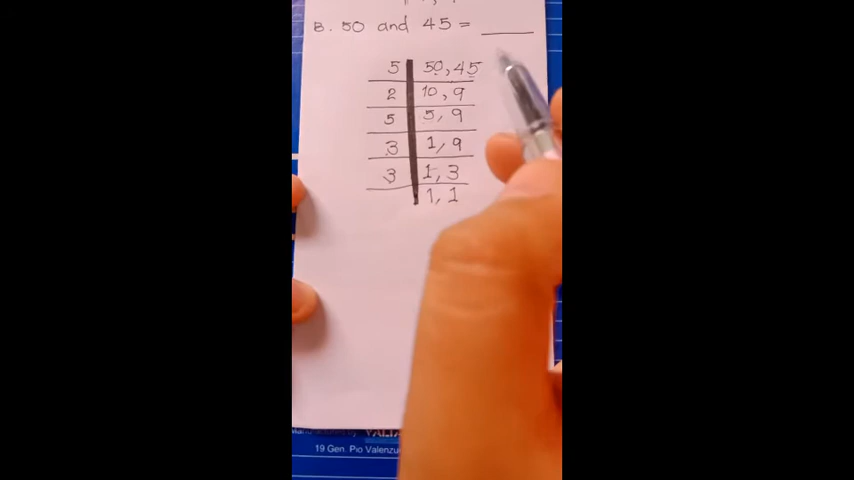 B. 50 and 45 = ____
5 50, 45
2 10, 9
5 5, 9
3 1, 9
3 1, 3
1, 1
19 Gen. Pio Valenzu